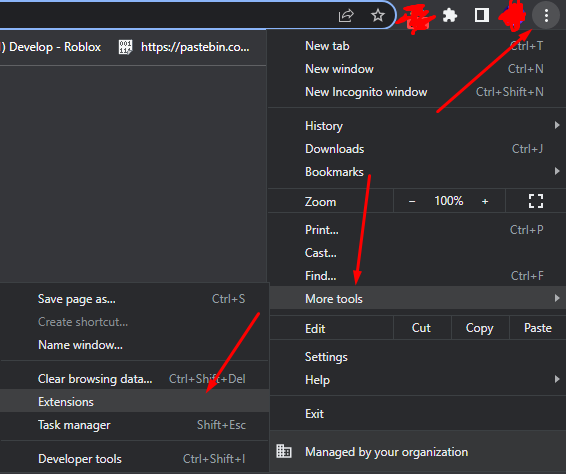 ) Develop - Roblox
https://pastebin.co...
New tab Ctrl+T
New window Ctrl+N
New Incognito window Ctrl+Shift+N
History
Downloads Ctrl+J
Bookmarks
Zoom − 100% +
Print... Ctrl+P
Cast...
Find... Ctrl+F
More tools
Edit Cut Copy Paste
Settings
Help
Exit
Managed by your organization
Save page as... Ctrl+S
Create shortcut...
Name window...
Clear browsing data... Ctrl+Shift+Del
Extensions
Task manager Shift+Esc
Developer tools Ctrl+Shift+I